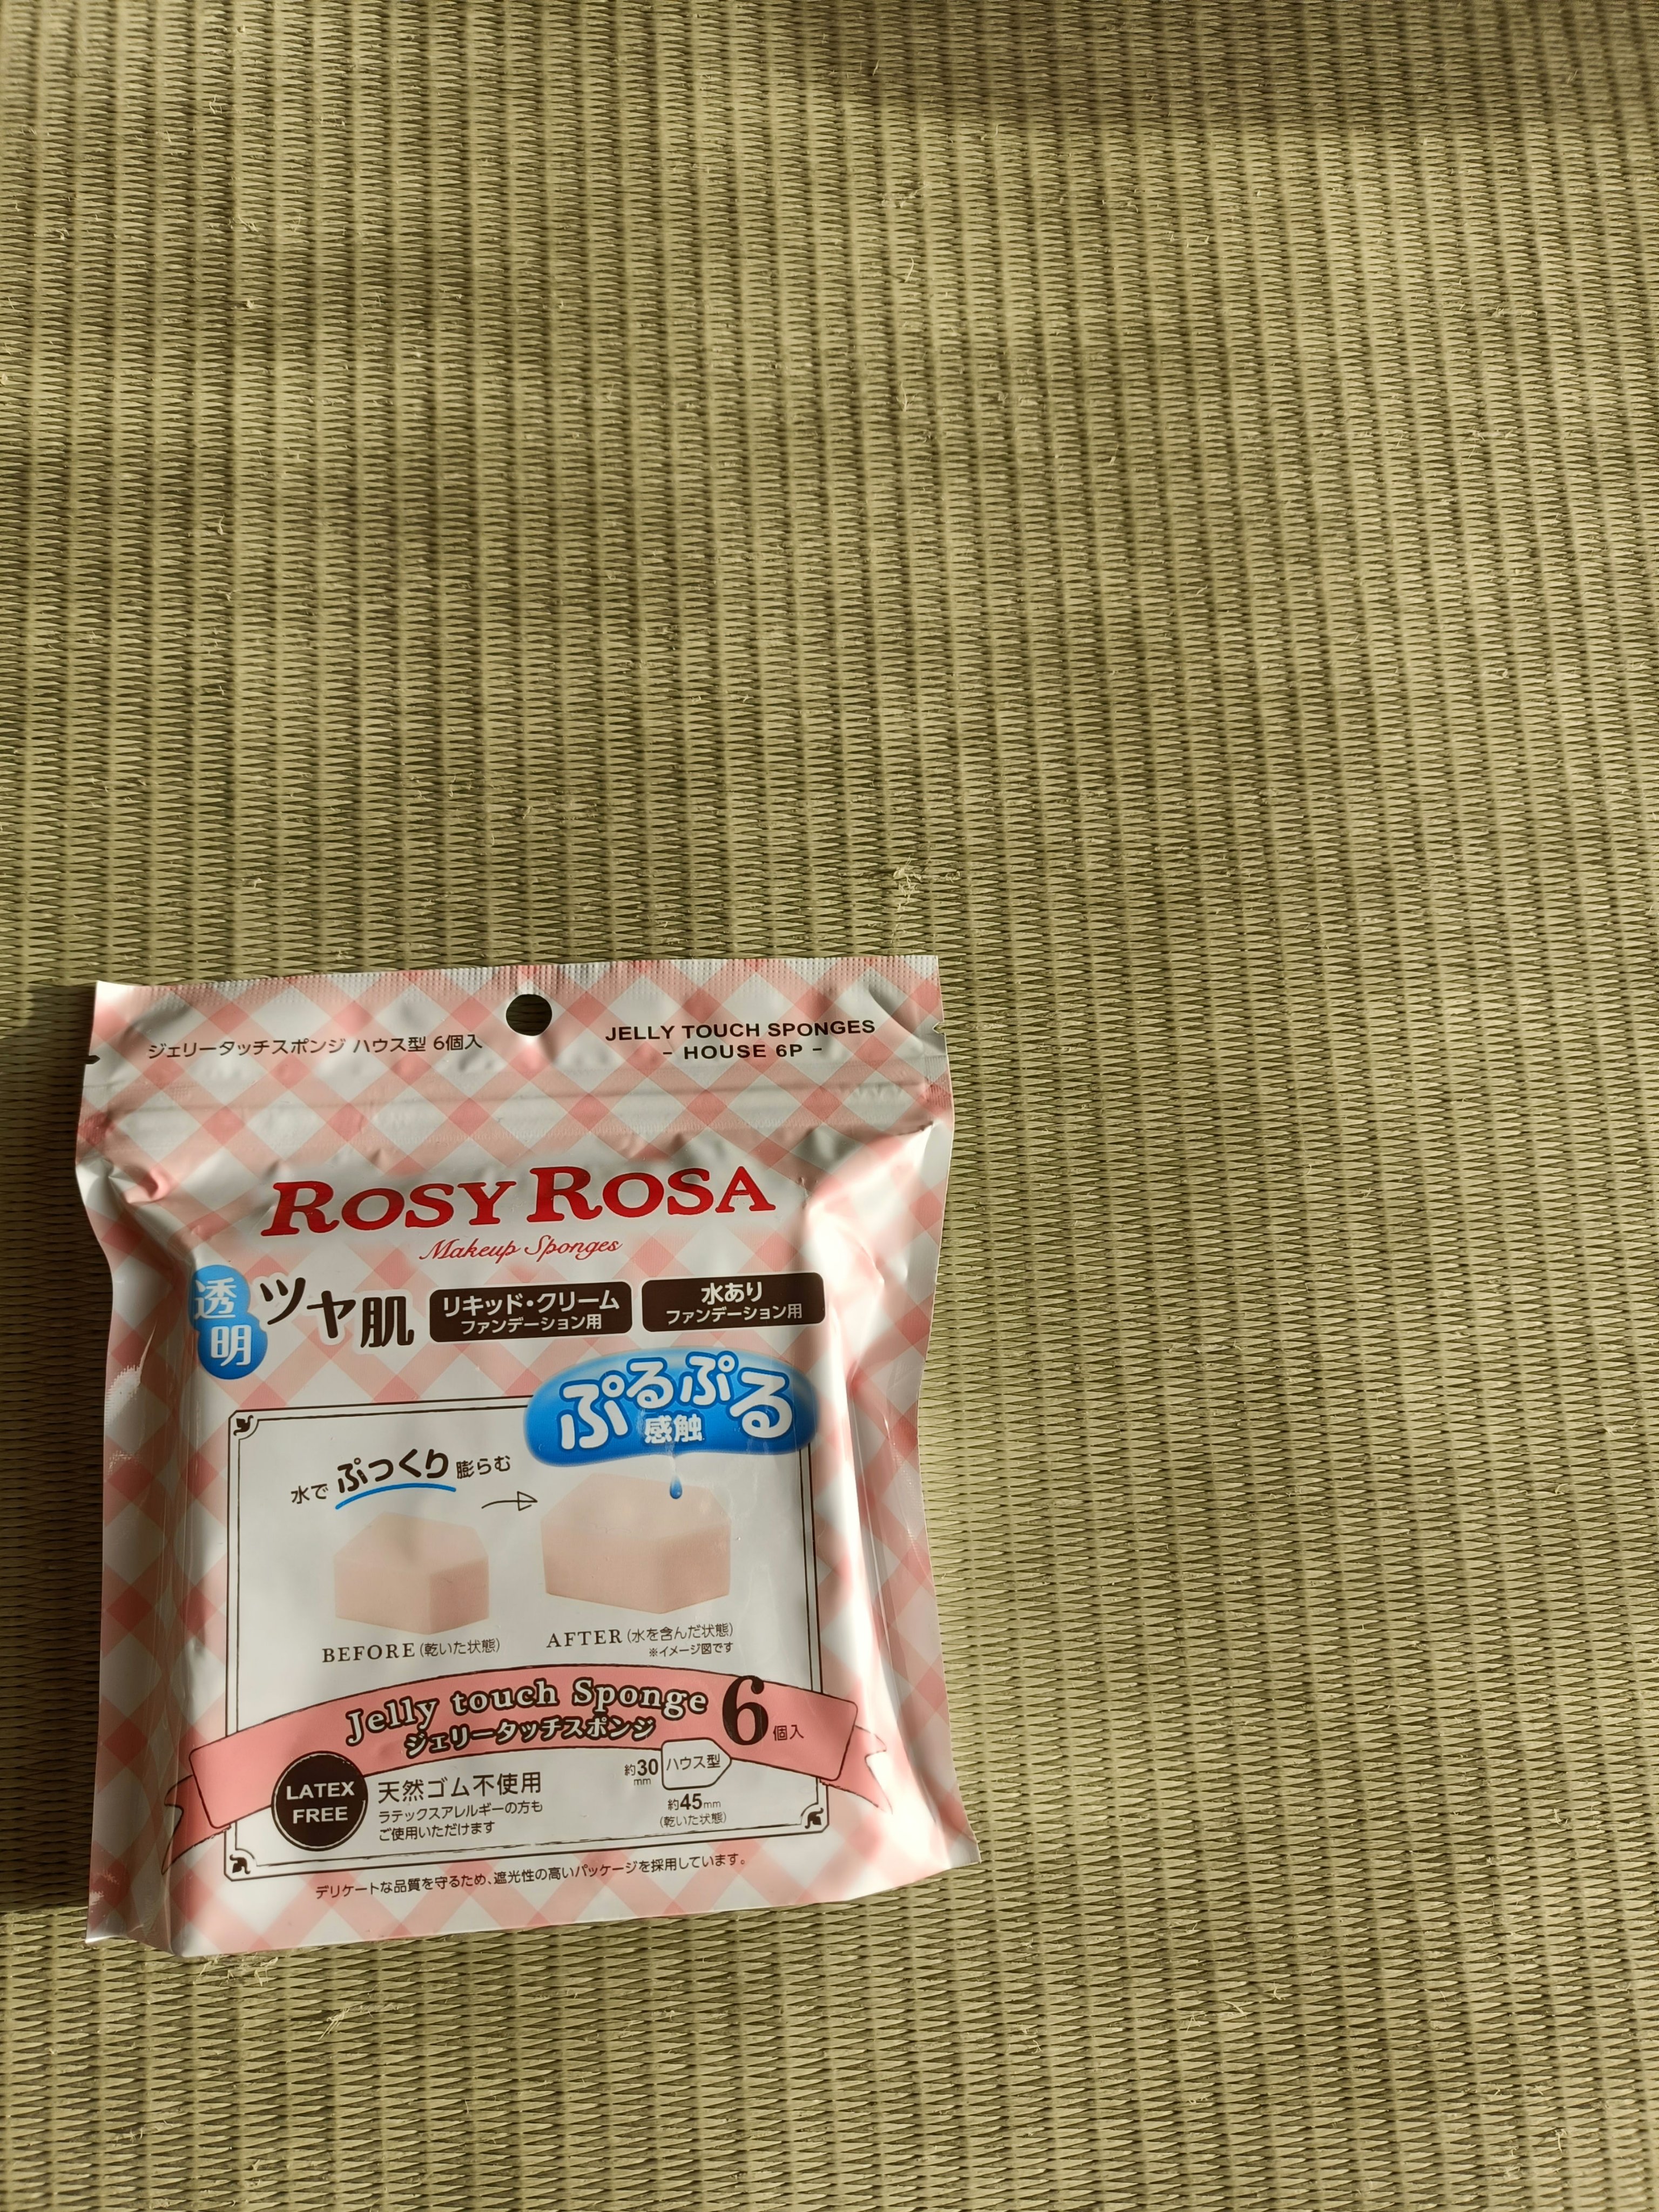 ジェリータッチスポンジ ハウス型 6個入
JELLY TOUCH SPONGES
- HOUSE 6P -
ROSY ROSA
Makeup Sponges
透明
ツヤ肌
リキッド・クリーム
ファンデーション用
水あり
ファンデーション用
ぷるぷる
感触
水で ぷっくり 膨らむ
BEFORE (乾いた状態)
AFTER (水を含んだ状態)
※イメージ図です
Jelly touch Sponge
ジェリータッチスポンジ
6個入
LATEX
FREE
天然ゴム不使用
ラテックスアレルギーの方も
ご使用いただけます
約30
mm
ハウス型
約45mm
(乾いた状態)
デリケートな品質を守るため、遮光性の高いパッケージを採用しています。